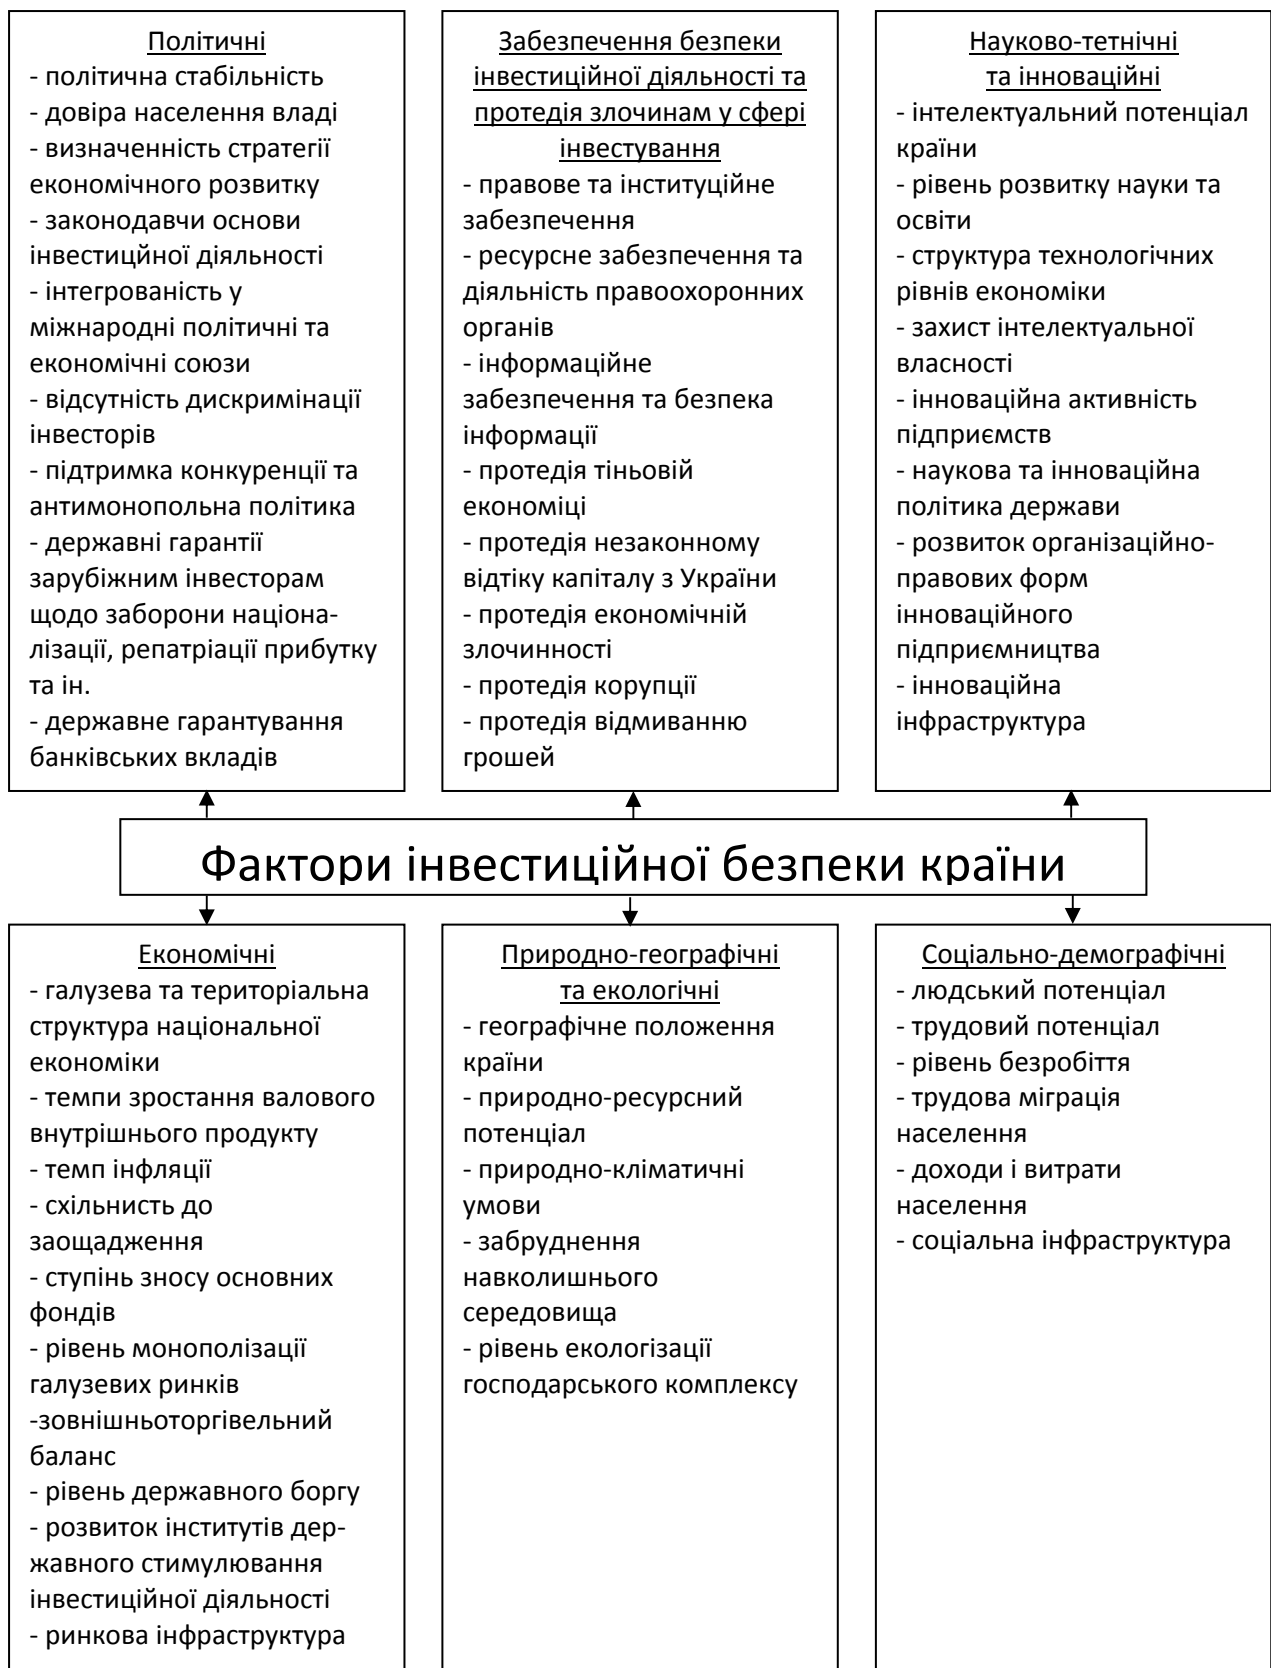 Політичні
- політична стабільність
- довіра населення владі
- визначенність стратегії
економічного розвитку
- законодавчи основи
інвестицйної діяльності
- інтегрованість у
міжнародні політичні та
економічні союзи
- відсутність дискримінації
інвесторів
- підтримка конкуренції та
антимонопольна політика
- державні гарантії
зарубіжним інвесторам
щодо заборони націона-
лізації, репатріації прибутку
та ін.
- державне гарантування
банківських вкладів
Забезпечення безпеки
інвестиційної діяльності та
протедія злочинам у сфері
інвестування
- правове та інституційне
забезпечення
- ресурсне забезпечення та
діяльність правоохоронних
органів
- інформаційне
забезпечення та безпека
інформації
- протедія тіньовій
економіці
- протедія незаконному
відтіку капіталу з України
- протедія економічній
злочинності
- протедія корупції
- протедія відмиванню
грошей
Науково-тетнічні
та інноваційні
- інтелектуальний потенціал
країни
- рівень розвитку науки та
освіти
- структура технологічних
рівнів економіки
- захист інтелектуальної
власності
- інноваційна активність
підприємств
- наукова та інноваційна
політика держави
- розвиток організаційно-
правових форм
інноваційного
підприємництва
- інноваційна
інфраструктура
Фактори інвестиційної безпеки країни
Економічні
- галузева та територіальна
структура національної
економіки
- темпи зростання валового
внутрішнього продукту
- темп інфляції
- схільнисть до
заощадження
- ступінь зносу основних
фондів
- рівень монополізації
галузевих ринків
-зовнішньоторгівельний
баланс
- рівень державного боргу
- розвиток інститутів дер-
жавного стимулювання
інвестиційної діяльності
- ринкова інфраструктура
Природно-географічні
та екологічні
- географічне положення
країни
- природно-ресурсний
потенціал
- природно-кліматичні
умови
- забруднення
навколишнього
середовища
- рівень екологізації
господарського комплексу
Соціально-демографічні
- людський потенціал
- трудовий потенціал
- рівень безробіття
- трудова міграція
населення
- доходи і витрати
населення
- соціальна інфраструктура